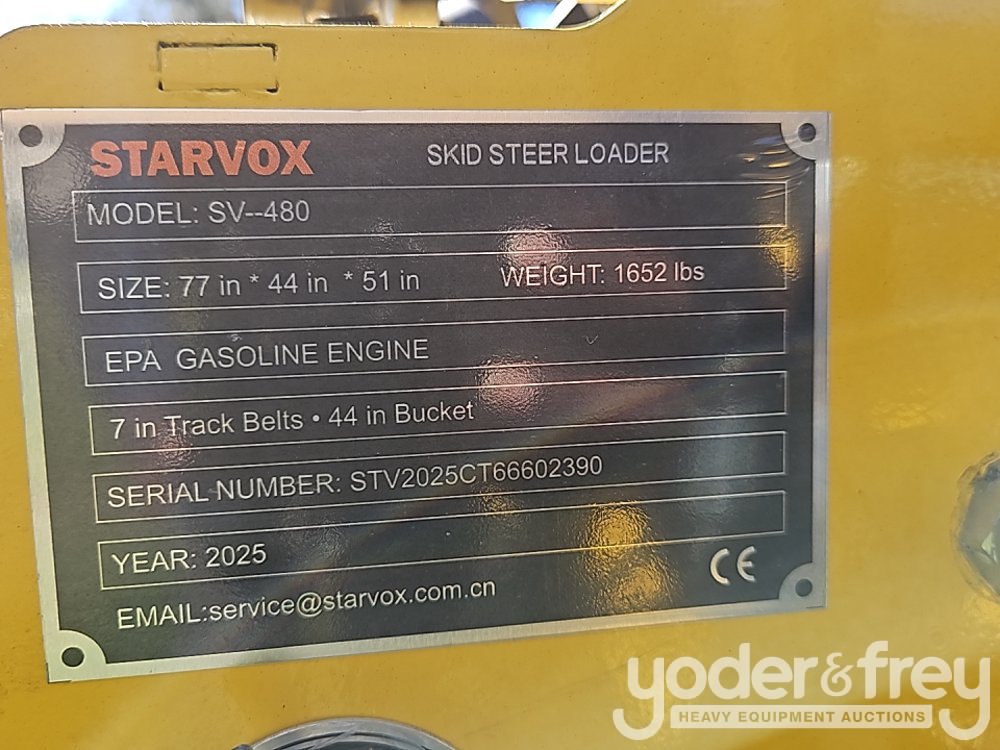 STARVOX SKID STEER LOADER
MODEL: SV--480
SIZE: 77 in * 44 in * 51 in WEIGHT: 1652 lbs
EPA GASOLINE ENGINE
7 in Track Belts • 44 in Bucket
SERIAL NUMBER: STV2025CT66602390
YEAR: 2025
EMAIL:service@starvox.com.cn
CE
yoder&frey
HEAVY EQUIPMENT AUCTIONS